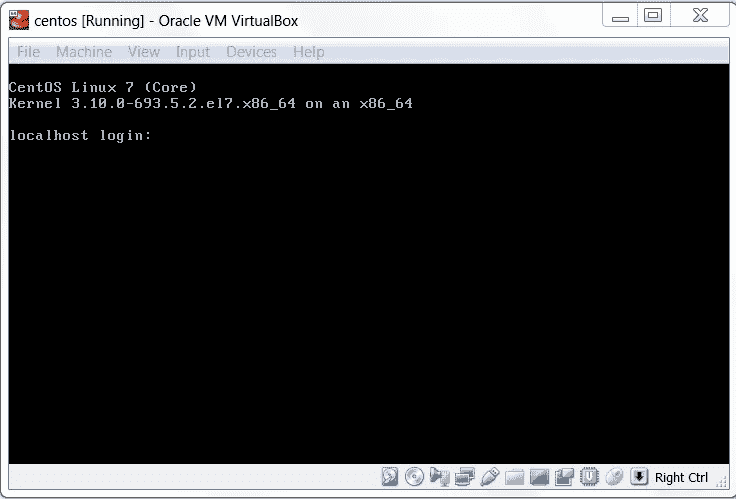 centos [Running] - Oracle VM VirtualBox
File Machine View Input Devices Help
CentOS Linux 7 (Core)
Kernel 3.10.0-693.5.2.el7.x86_64 on an x86_64
localhost login:
Right Ctrl